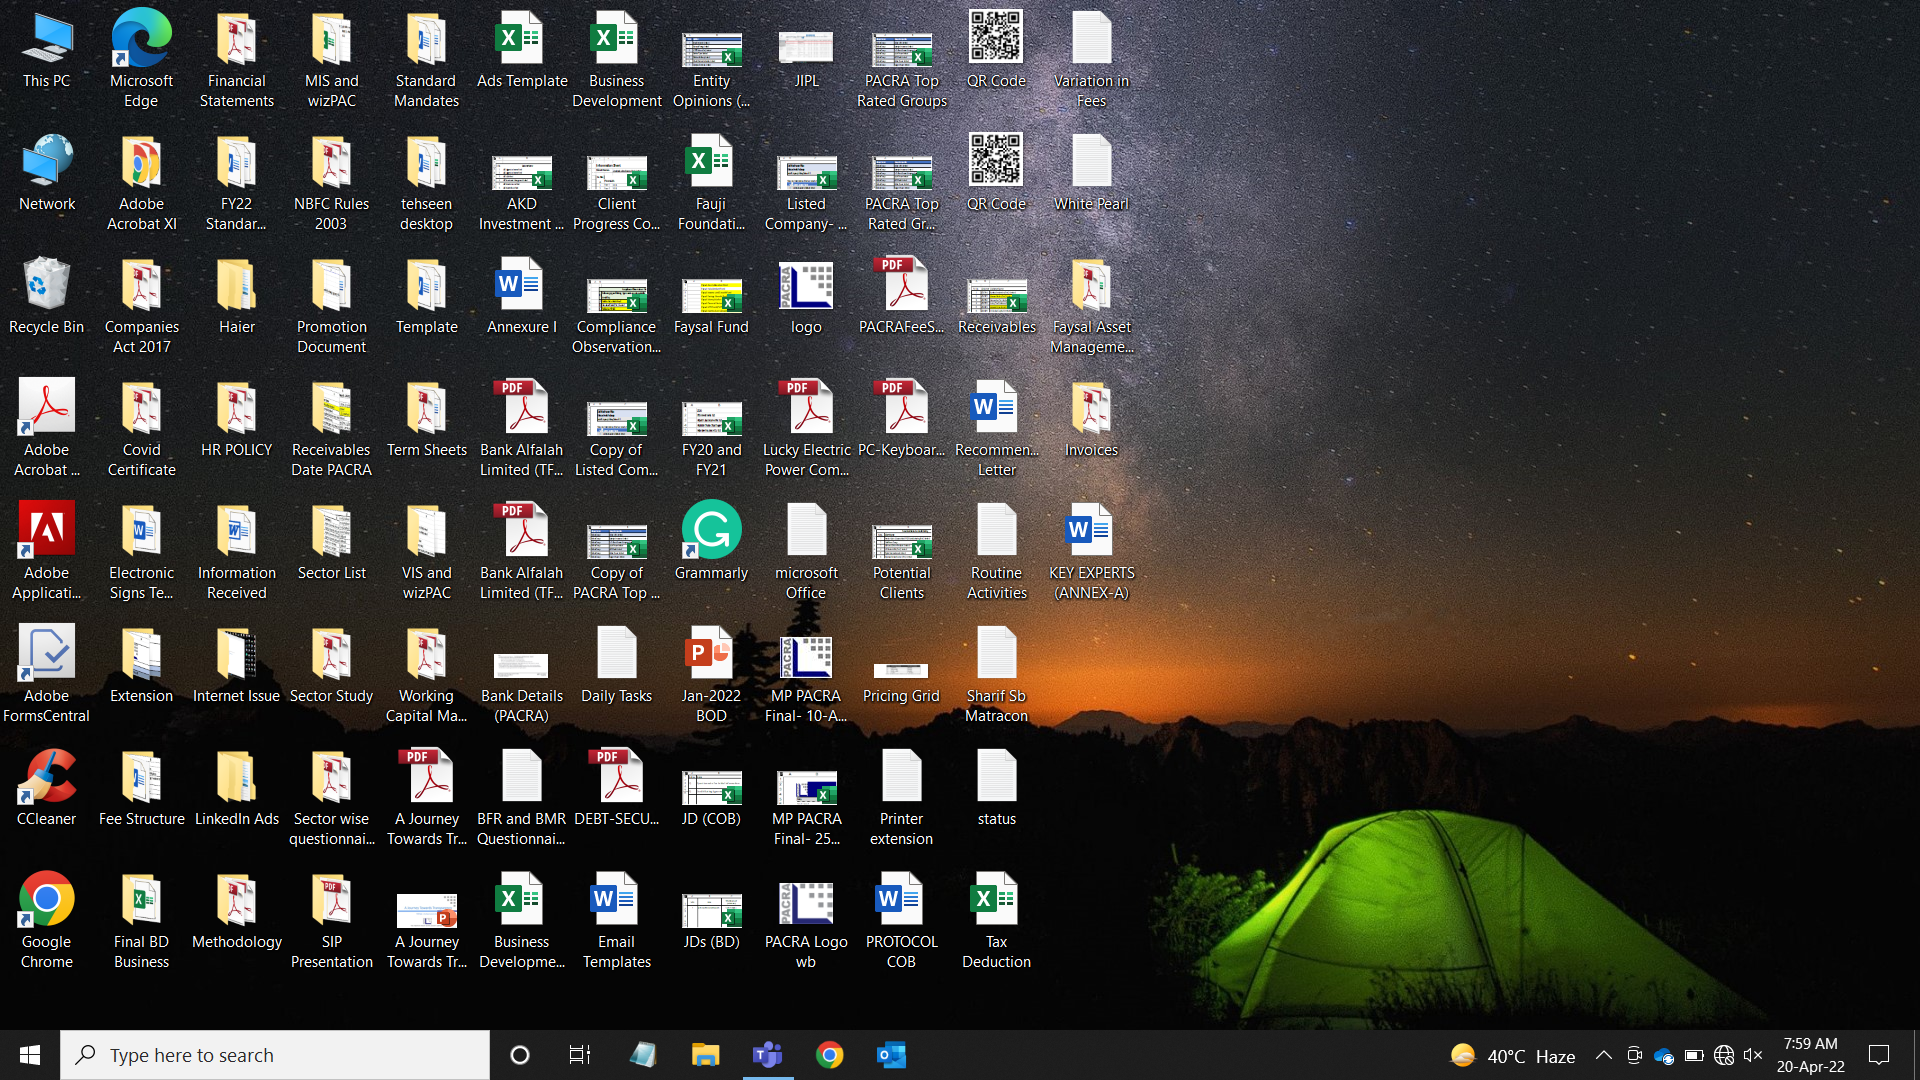 This PC
Microsoft
Edge
Financial
Statements
MIS and
wizPAC
Standard
Mandates
Ads Template
Business
Development
Entity
Opinions (...
JIPL
PACRA Top
Rated Groups
QR Code
Variation in
Fees
Network
Adobe
Acrobat XI
FY22
Standar...
NBFC Rules
2003
tehseen
desktop
AKD
Investment ...
Client
Progress Co...
Fauji
Foundati...
Listed
Company- ...
PACRA Top
Rated Gr...
QR Code
White Pearl
Recycle Bin
Companies
Act 2017
Haier
Promotion
Document
Template
Annexure I
Compliance
Observation...
Faysal Fund
logo
PACRAFeeS...
Receivables
Faysal Asset
Manageme...
Adobe
Acrobat ...
Covid
Certificate
HR POLICY
Receivables
Date PACRA
Term Sheets
Bank Alfalah
Limited (TF...
Copy of
Listed Com...
FY20 and
FY21
Lucky Electric
Power Com...
PC-Keyboar...
Recommen...
Letter
Invoices
Adobe
Applicati...
Electronic
Signs Te...
Information
Received
Sector List
VIS and
wizPAC
Bank Alfalah
Limited (TF...
Copy of
PACRA Top ...
Grammarly
microsoft
Office
Potential
Clients
Routine
Activities
KEY EXPERTS
(ANNEX-A)
Adobe
FormsCentral
Extension
Internet Issue
Sector Study
Working
Capital Ma...
Bank Details
(PACRA)
Daily Tasks
Jan-2022
BOD
MP PACRA
Final- 10-A...
Pricing Grid
Sharif Sb
Matracon
CCleaner
Fee Structure
LinkedIn Ads
Sector wise
questionnai...
A Journey
Towards Tr...
BFR and BMR
Questionnai...
DEBT-SECU...
JD (COB)
MP PACRA
Final- 25...
Printer
extension
status
Google
Chrome
Final BD
Business
Methodology
SIP
Presentation
A Journey
Towards Tr...
Business
Developme...
Email
Templates
JDs (BD)
PACRA Logo
wb
PROTOCOL
COB
Tax
Deduction
Type here to search
40°C Haze
7:59 AM
20-Apr-22